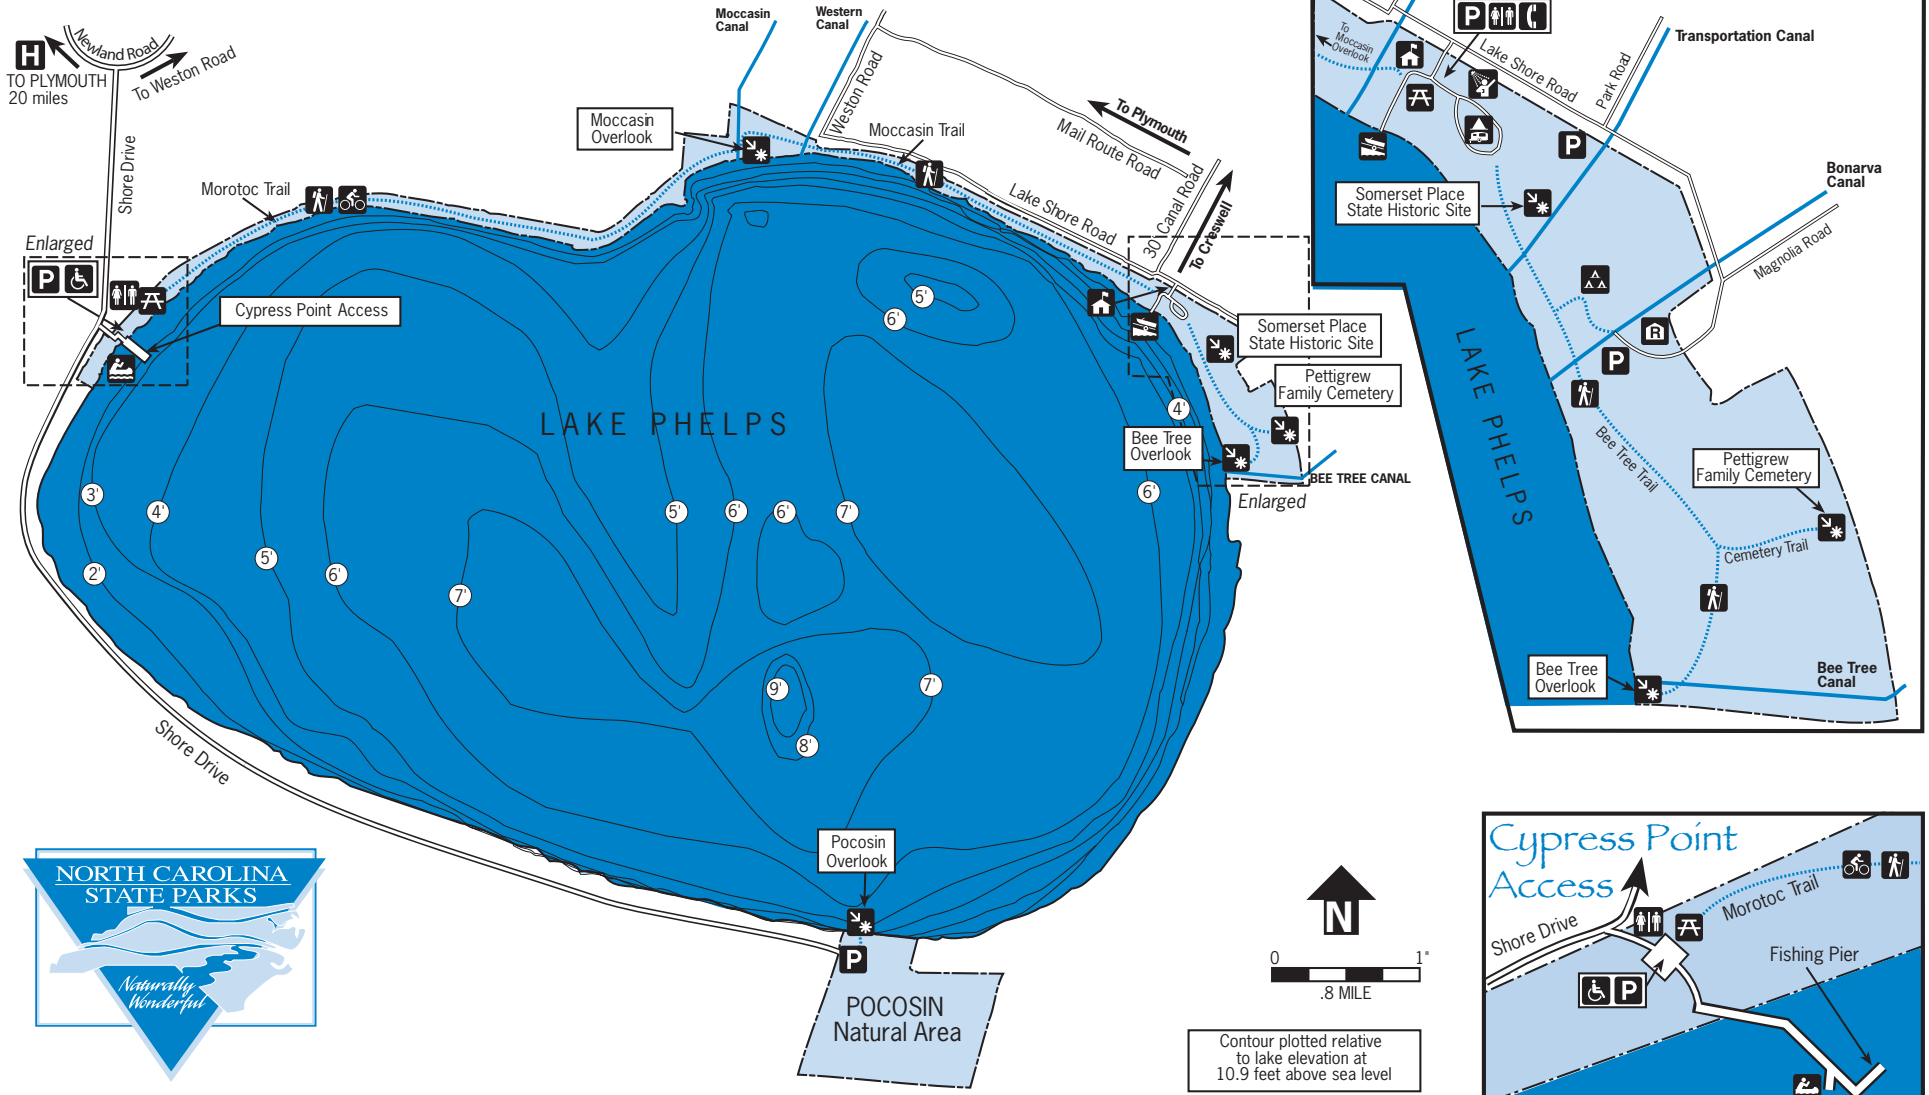 Newland Road
H
TO PLYMOUTH
20 miles
To Weston Road
Shore Drive
Enlarged
P
Cypress Point Access
Morotoc Trail
Moccasin
Canal
Western
Canal
Moccasin
Overlook
Weston Road
Moccasin Trail
To Plymouth
Mail Route Road
Lake Shore Road
30' Canal Road
To Creswell
Somerset Place
State Historic Site
Pettigrew
Family Cemetery
Bee Tree
Overlook
BEE TREE CANAL
Enlarged
LAKE PHELPS
5'
6'
4'
6'
3'
4'
5'
6'
6'
7'
2'
5'
6'
7'
9'
7'
8'
Shore Drive
Pocosin
Overlook
P
POCOSIN
Natural Area
NORTH CAROLINA
STATE PARKS
Naturally
Wonderful
N
0 1"
.8 MILE
Contour plotted relative
to lake elevation at
10.9 feet above sea level
P
To
Moccasin
Overlook
Lake Shore Road
Park Road
Transportation Canal
P
Bonarva
Canal
Somerset Place
State Historic Site
Magnolia Road
R
P
LAKE PHELPS
Bee Tree Trail
Pettigrew
Family Cemetery
Cemetery Trail
Bee Tree
Overlook
Bee Tree
Canal
Cypress Point
Access
Morotoc Trail
Shore Drive
Fishing Pier
P